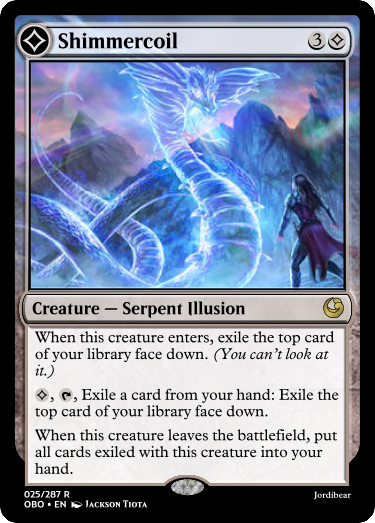 Shimmercoil 3
Creature — Serpent Illusion
When this creature enters, exile the top card
of your library face down. (You can't look at
it.)
, , Exile a card from your hand: Exile the
top card of your library face down.
When this creature leaves the battlefield, put
all cards exiled with this creature into your
hand.
025/287 R
OBO • EN Jackson Tiota
Jordibear